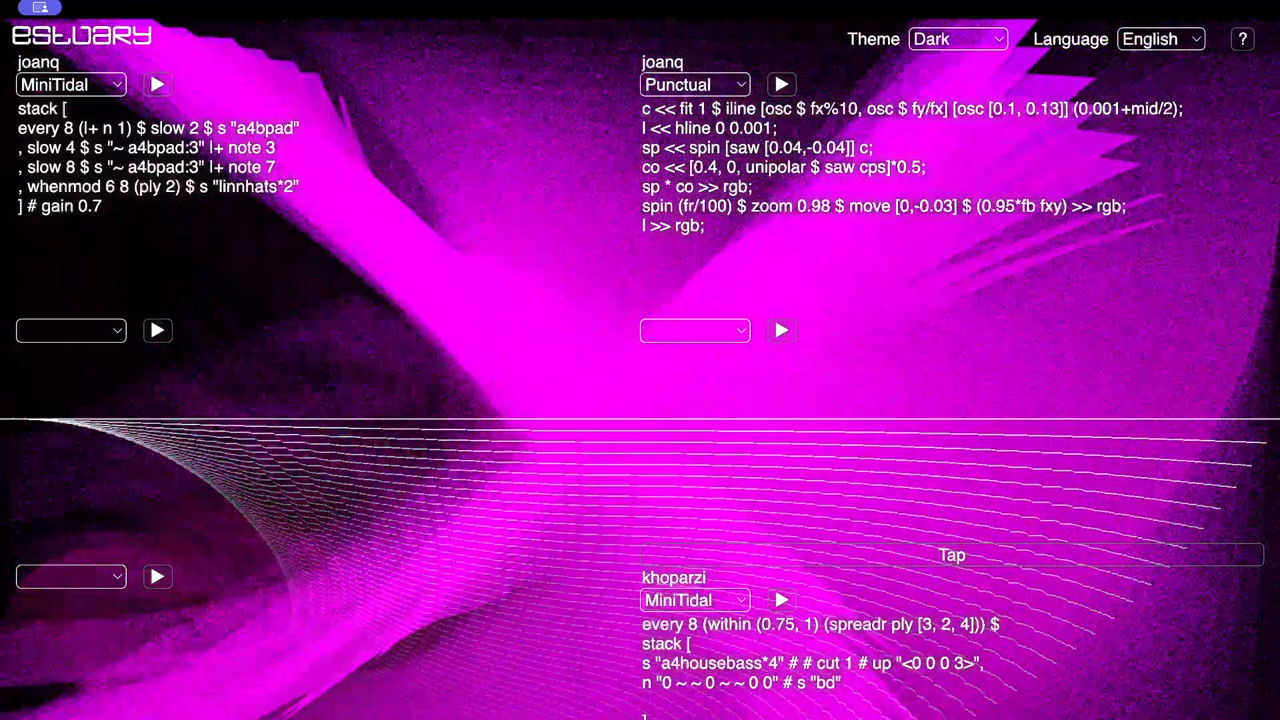 estuary
Theme Dark Language English ?
joanq
MiniTidal
stack [
every 8 (|+ n 1) $ slow 2 $ s "a4bpad"
, slow 4 $ s "~ a4bpad:3" |+ note 3
, slow 8 $ s "~ a4bpad:3" |+ note 7
, whenmod 6 8 (ply 2) $ s "linnhats*2"
] # gain 0.7
joanq
Punctual
c << fit 1 $ iline [osc $ fx%10, osc $ fy/fx] [osc [0.1, 0.13]] (0.001+mid/2);
l << hline 0 0.001;
sp << spin [saw [0.04,-0.04]] c;
co << [0.4, 0, unipolar $ saw cps]*0.5;
sp * co >> rgb;
spin (fr/100) $ zoom 0.98 $ move [0,-0.03] $ (0.95*fb fxy) >> rgb;
l >> rgb;
Tap
khoparzi
MiniTidal
every 8 (within (0.75, 1) (spreadr ply [3, 2, 4])) $
stack [
s "a4housebass*4" # # cut 1 # up "<0 0 0 3>",
n "0 ~ ~ 0 ~ ~ 0 0" # s "bd"
]